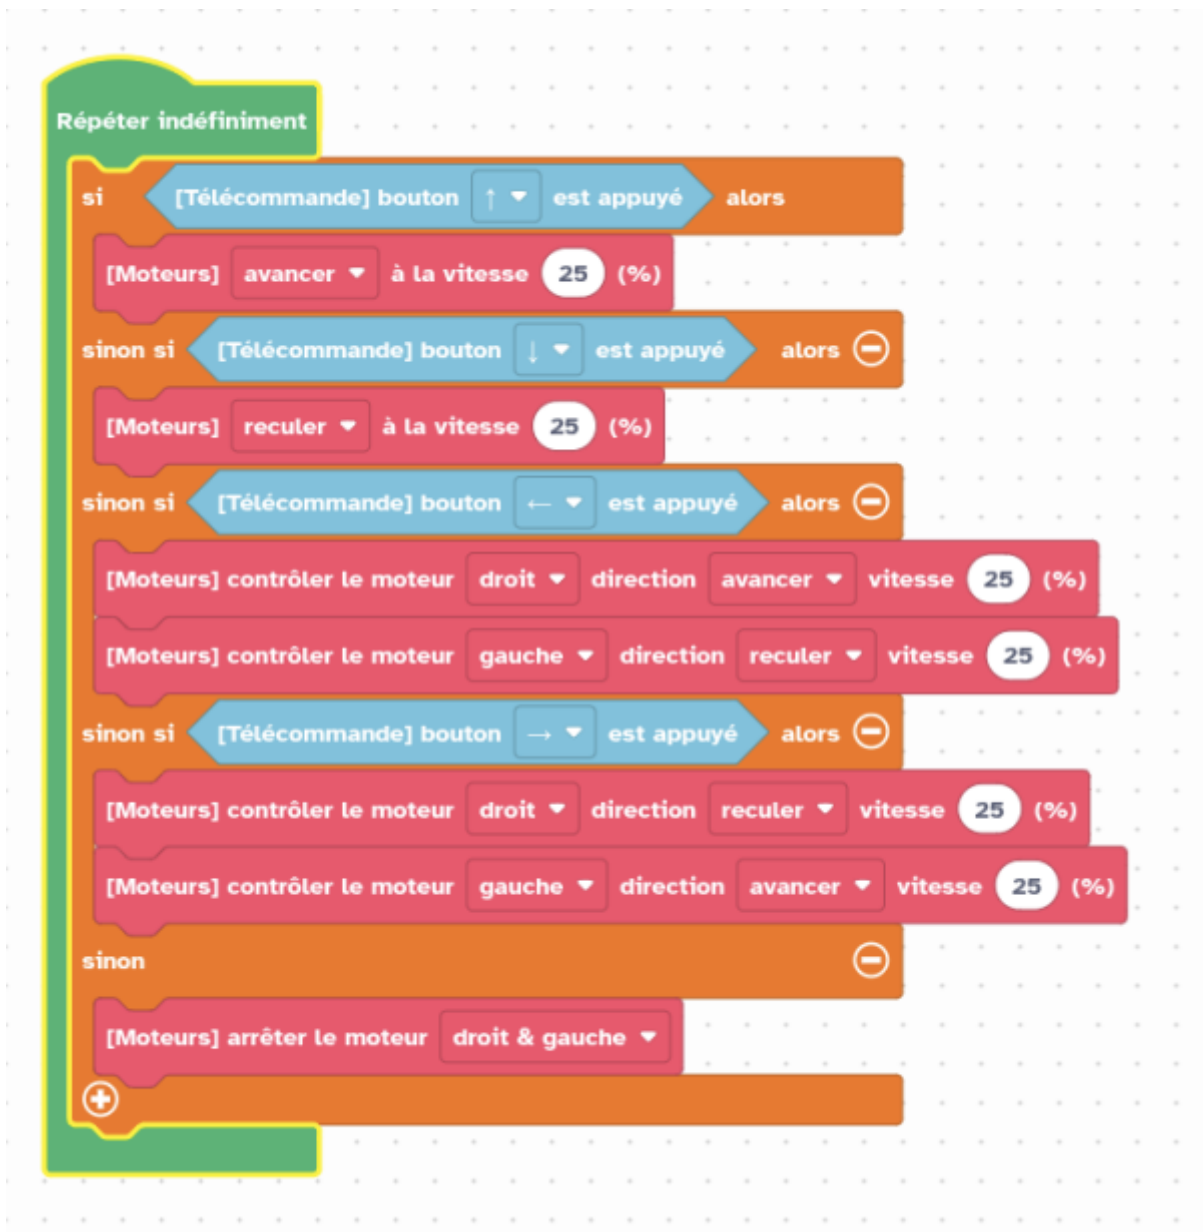 Répéter indéfiniment
si [Télécommande] bouton ↑ est appuyé alors
[Moteurs] avancer à la vitesse 25 (%)
sinon si [Télécommande] bouton ↓ est appuyé alors
[Moteurs] reculer à la vitesse 25 (%)
sinon si [Télécommande] bouton ← est appuyé alors
[Moteurs] contrôler le moteur droit direction avancer vitesse 25 (%)
[Moteurs] contrôler le moteur gauche direction reculer vitesse 25 (%)
sinon si [Télécommande] bouton → est appuyé alors
[Moteurs] contrôler le moteur droit direction reculer vitesse 25 (%)
[Moteurs] contrôler le moteur gauche direction avancer vitesse 25 (%)
sinon
[Moteurs] arrêter le moteur droit & gauche